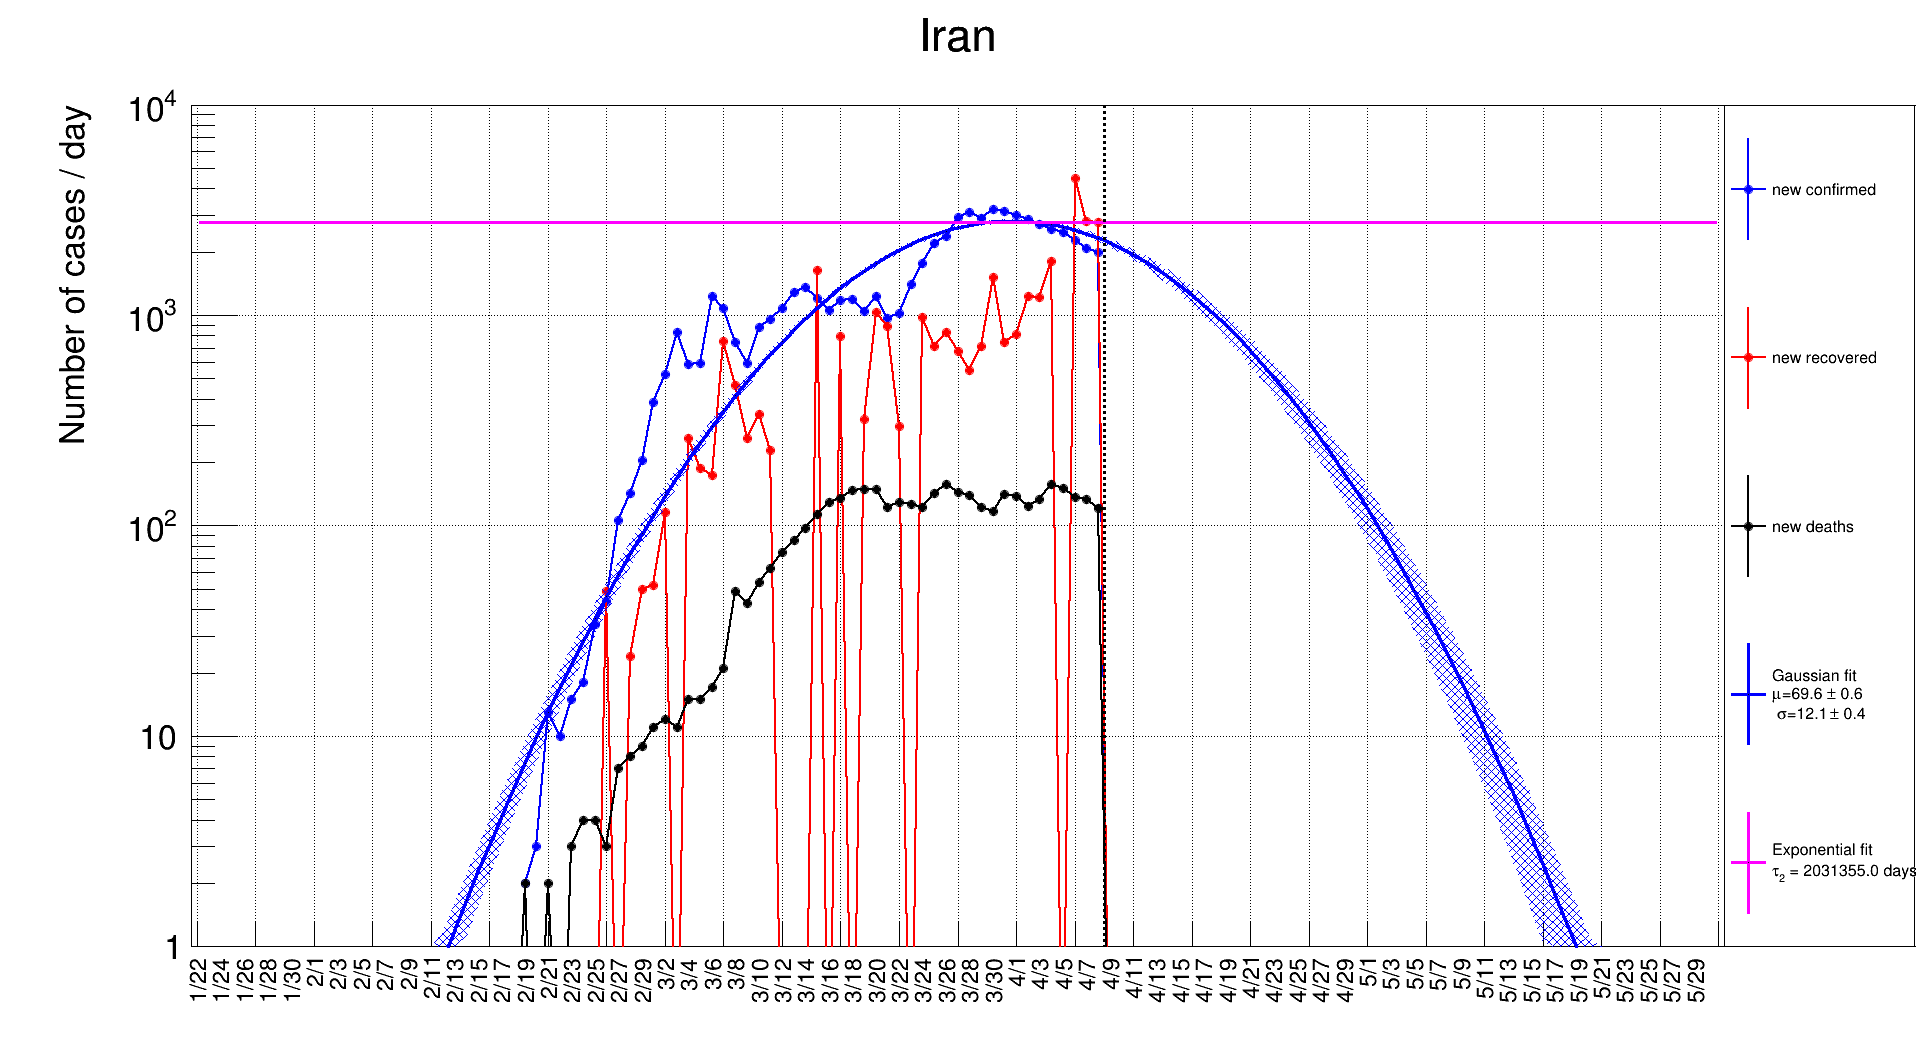 Iran
Number of cases / day
10^4
10^3
10^2
10
1
1/22 1/24 1/26 1/28 1/30 2/1 2/3 2/5 2/7 2/9 2/11 2/13 2/15 2/17 2/19 2/21 2/23 2/25 2/27 2/29 3/2 3/4 3/6 3/8 3/10 3/12 3/14 3/16 3/18 3/20 3/22 3/24 3/26 3/28 3/30 4/1 4/3 4/5 4/7 4/9 4/11 4/13 4/15 4/17 4/19 4/21 4/23 4/25 4/27 4/29 5/1 5/3 5/5 5/7 5/9 5/11 5/13 5/15 5/17 5/19 5/21 5/23 5/25 5/27 5/29
new confirmed
new recovered
new deaths
Gaussian fit
μ=69.6 ± 0.6
σ=12.1 ± 0.4
Exponential fit
τ₂ = 2031355.0 days